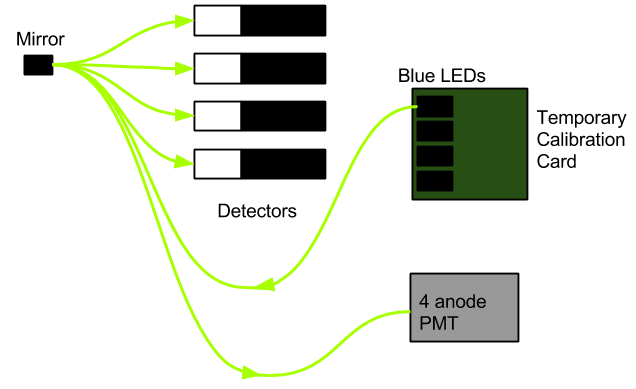 Mirror
Blue LEDs
Temporary
Calibration
Card
Detectors
4 anode
PMT